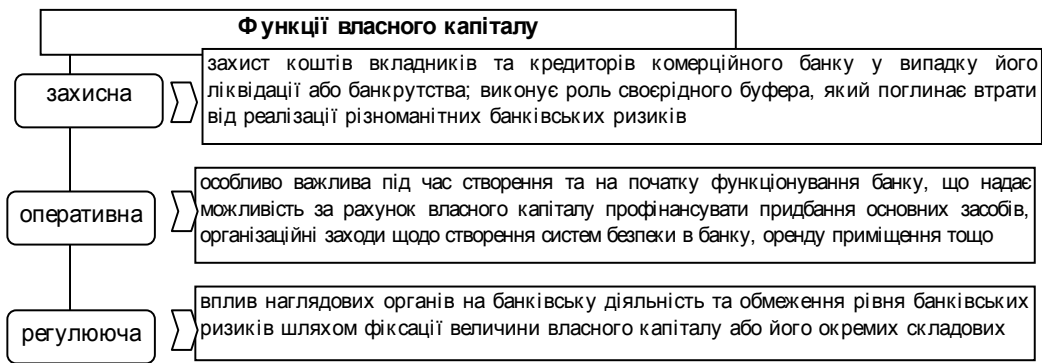 Функції власного капіталу
захисна
захист коштів вкладників та кредиторів комерційного банку у випадку його
ліквідації або банкрутства; виконує роль своєрідного буфера, який поглинає втрати
від реалізації різноманітних банківських ризиків
оперативна
особливо важлива під час створення та на початку функціонування банку, що надає
можливість за рахунок власного капіталу профінансувати придбання основних засобів,
організаційні заходи щодо створення систем безпеки в банку, оренду приміщення тощо
регулююча
вплив наглядових органів на банківську діяльність та обмеження рівня банківських
ризиків шляхом фіксації величини власного капіталу або його окремих складових